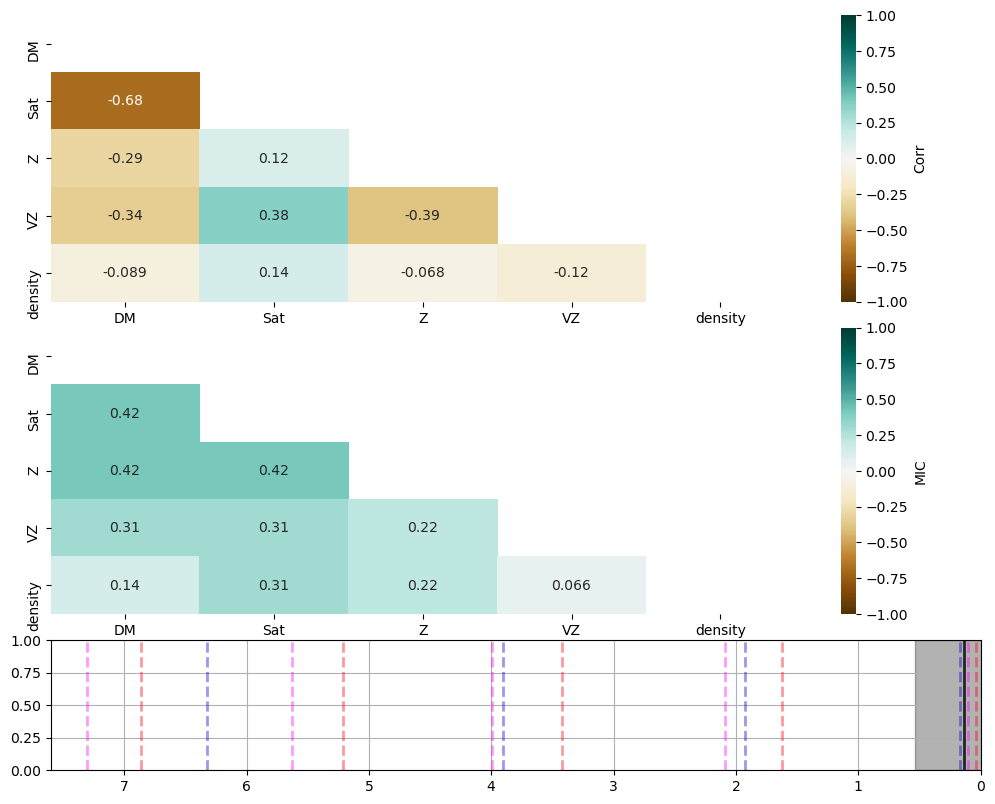 DM
Sat -0.68
Z -0.29 0.12
VZ -0.34 0.38 -0.39
density -0.089 0.14 -0.068 -0.12
DM Sat Z VZ density
1.00
0.75
0.50
0.25
0.00
−0.25
−0.50
−0.75
−1.00
Corr
DM
Sat 0.42
Z 0.42 0.42
VZ 0.31 0.31 0.22
density 0.14 0.31 0.22 0.066
DM Sat Z VZ density
1.00
0.75
0.50
0.25
0.00
−0.25
−0.50
−0.75
−1.00
MIC
1.00
0.75
0.50
0.25
0.00
7 6 5 4 3 2 1 0